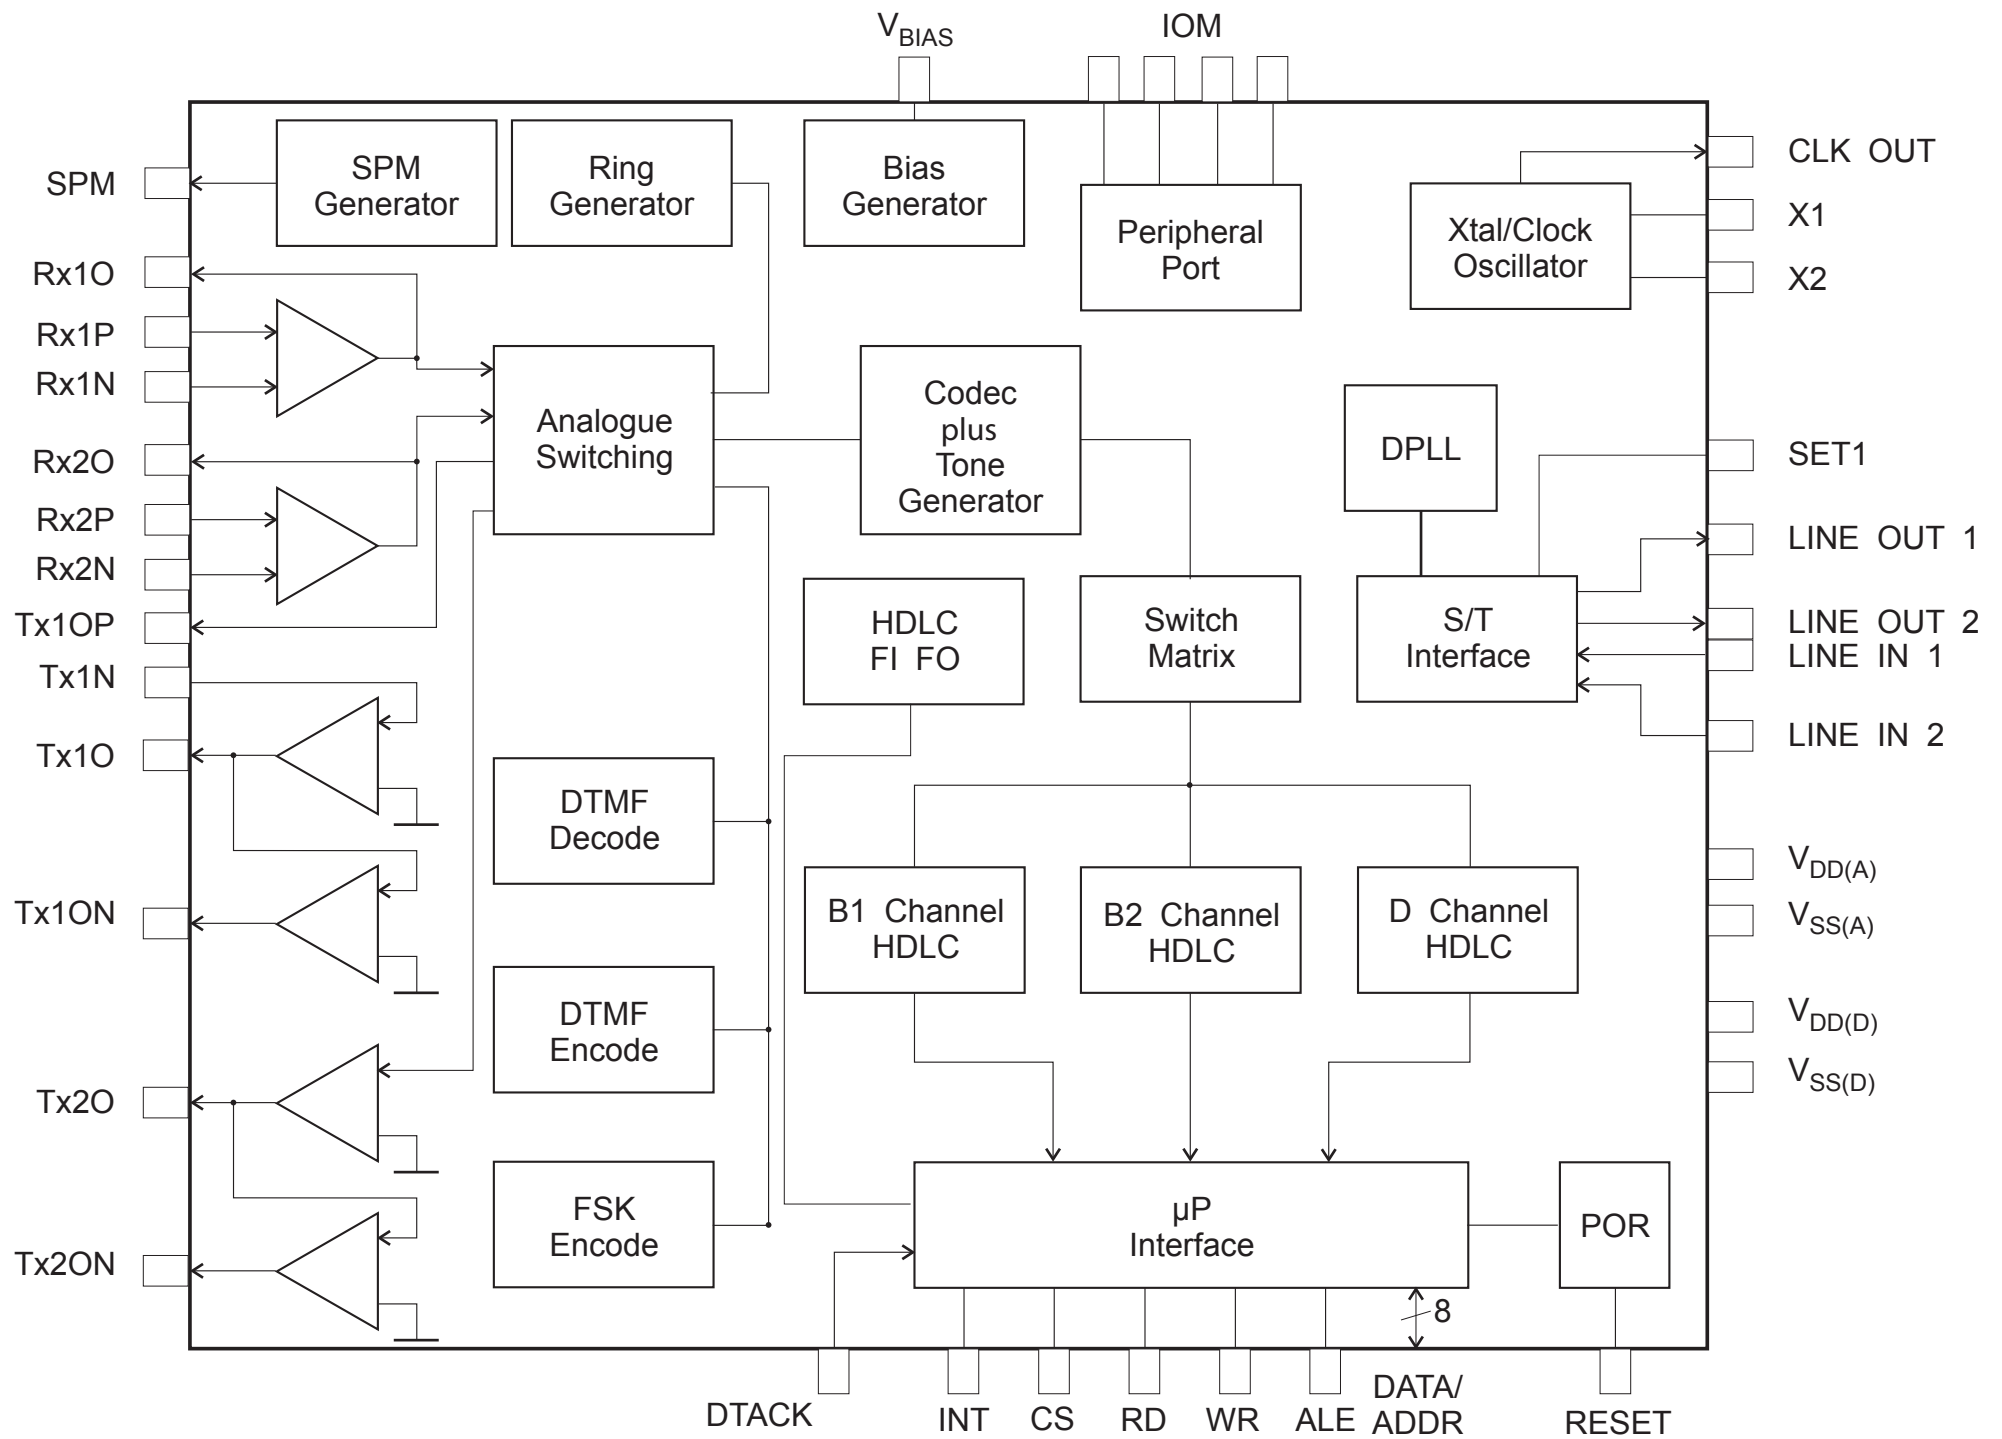 V BIAS
IOM
SPM
Generator
Ring
Generator
Bias
Generator
Peripheral
Port
Xtal/Clock
Oscillator
CLK OUT
X1
X2
SPM
Rx1O
Rx1P
Rx1N
Rx2O
Rx2P
Rx2N
Tx1OP
Tx1N
Tx1O
Tx1ON
Tx2O
Tx2ON
Analogue
Switching
Codec
plus
Tone
Generator
DPLL
SET1
LINE OUT 1
LINE OUT 2
LINE IN 1
LINE IN 2
HDLC
FI FO
Switch
Matrix
S/T
Interface
DTMF
Decode
B1 Channel
HDLC
B2 Channel
HDLC
D Channel
HDLC
VDD(A)
VSS(A)
VDD(D)
VSS(D)
DTMF
Encode
FSK
Encode
µP
Interface
POR
8
DTACK
INT
CS
RD
WR
ALE
DATA/
ADDR
RESET